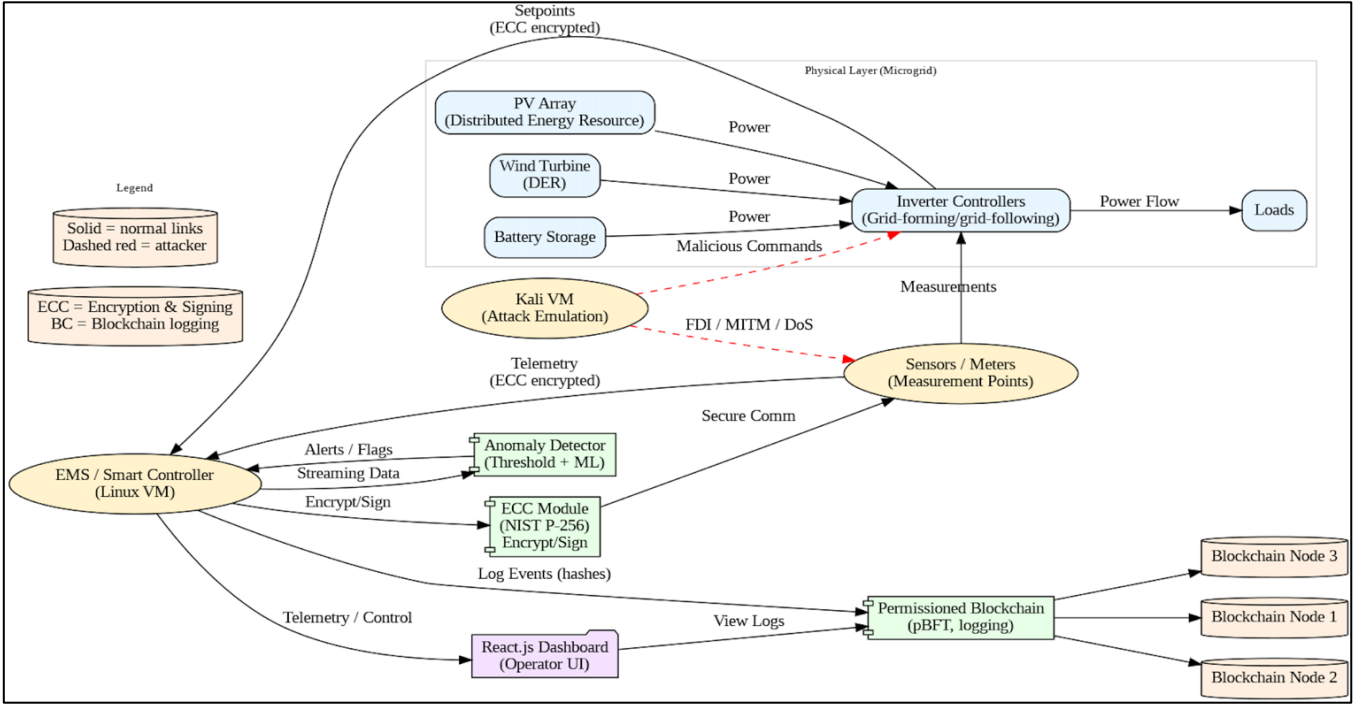 Setpoints
(ECC encrypted)
Physical Layer (Microgrid)
PV Array
(Distributed Energy Resource)
Power
Wind Turbine
(DER)
Power
Battery Storage
Power
Inverter Controllers
(Grid-forming/grid-following)
Power Flow
Loads
Legend
Solid = normal links
Dashed red = attacker
ECC = Encryption & Signing
BC = Blockchain logging
Malicious Commands
Kali VM
(Attack Emulation)
Measurements
FDI / MITM / DoS
Sensors / Meters
(Measurement Points)
Telemetry
(ECC encrypted)
Secure Comm
EMS / Smart Controller
(Linux VM)
Alerts / Flags
Streaming Data
Anomaly Detector
(Threshold + ML)
Encrypt/Sign
ECC Module
(NIST P-256)
Encrypt/Sign
Log Events (hashes)
Telemetry / Control
React.js Dashboard
(Operator UI)
View Logs
Permissioned Blockchain
(pBFT, logging)
Blockchain Node 3
Blockchain Node 1
Blockchain Node 2